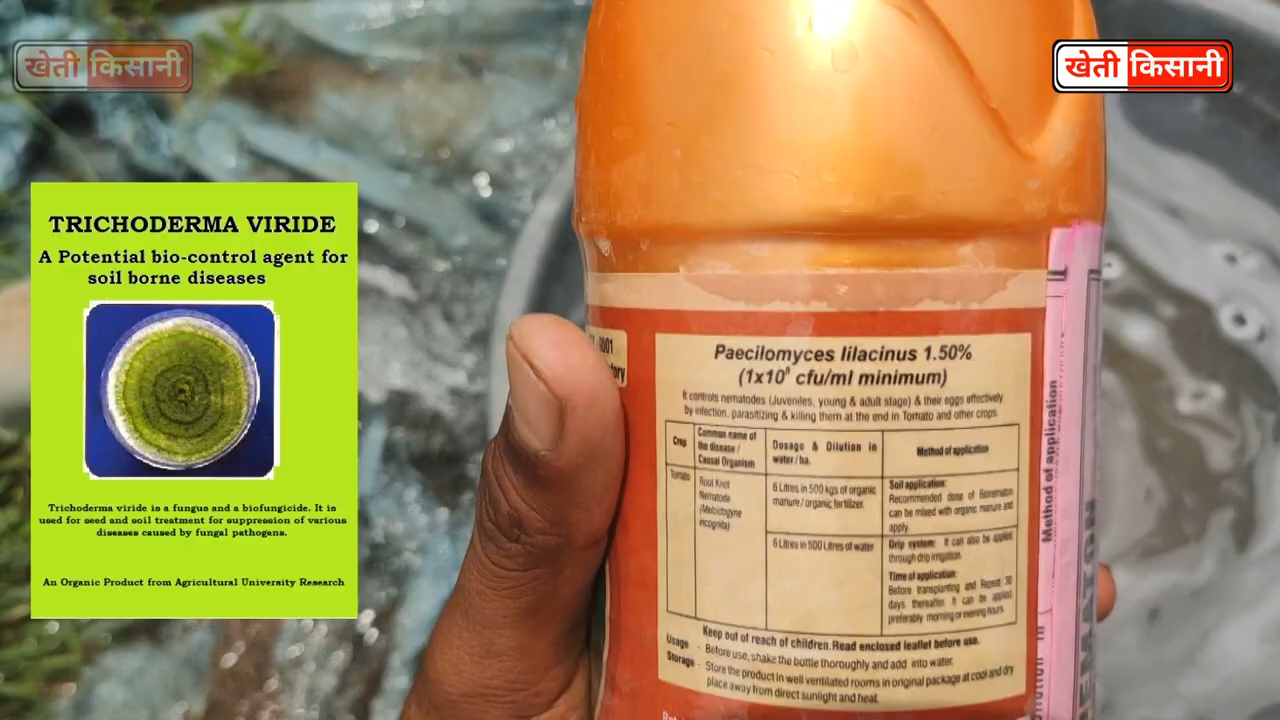 खेती किसानी
खेती किसानी
TRICHODERMA VIRIDE
A Potential bio-control agent for
soil borne diseases
Trichoderma viride is a fungus and a biofungicide. It is
used for seed and soil treatment for suppression of various
diseases caused by fungal pathogens.
An Organic Product from Agricultural University Research
Paecilomyces lilacinus 1.50%
(1x10⁸ cfu/ml minimum)
It controls nematodes (Juveniles, young & adult stage) & their eggs effectively
by infection, parasitizing & killing them at the end in Tomato and other crops.
Crop
Common name of
the disease /
Causal Organism
Dosage & Dilution in
water/ha.
Method of application
Tomato
Root Knot
Nematode
(Meloidogyne
incognita)
6 Litres in 500 kgs of organic
manure / organic fertilizer.
Soil application:
Recommended dose of Bionematon
can be mixed with organic manure and
apply.
6 Litres in 500 Litres of water
Drip system: It can also be applied
through drip irrigation.
Time of application:
Before transplanting and Repeat 30
days thereafter. It can be applied
preferably morning or evening hours.
Keep out of reach of children. Read enclosed leaflet before use.
Usage - Before use, shake the bottle thoroughly and add into water.
Storage - Store the product in well ventilated rooms in original package at cool and dry
place away from direct sunlight and heat.
Method of application